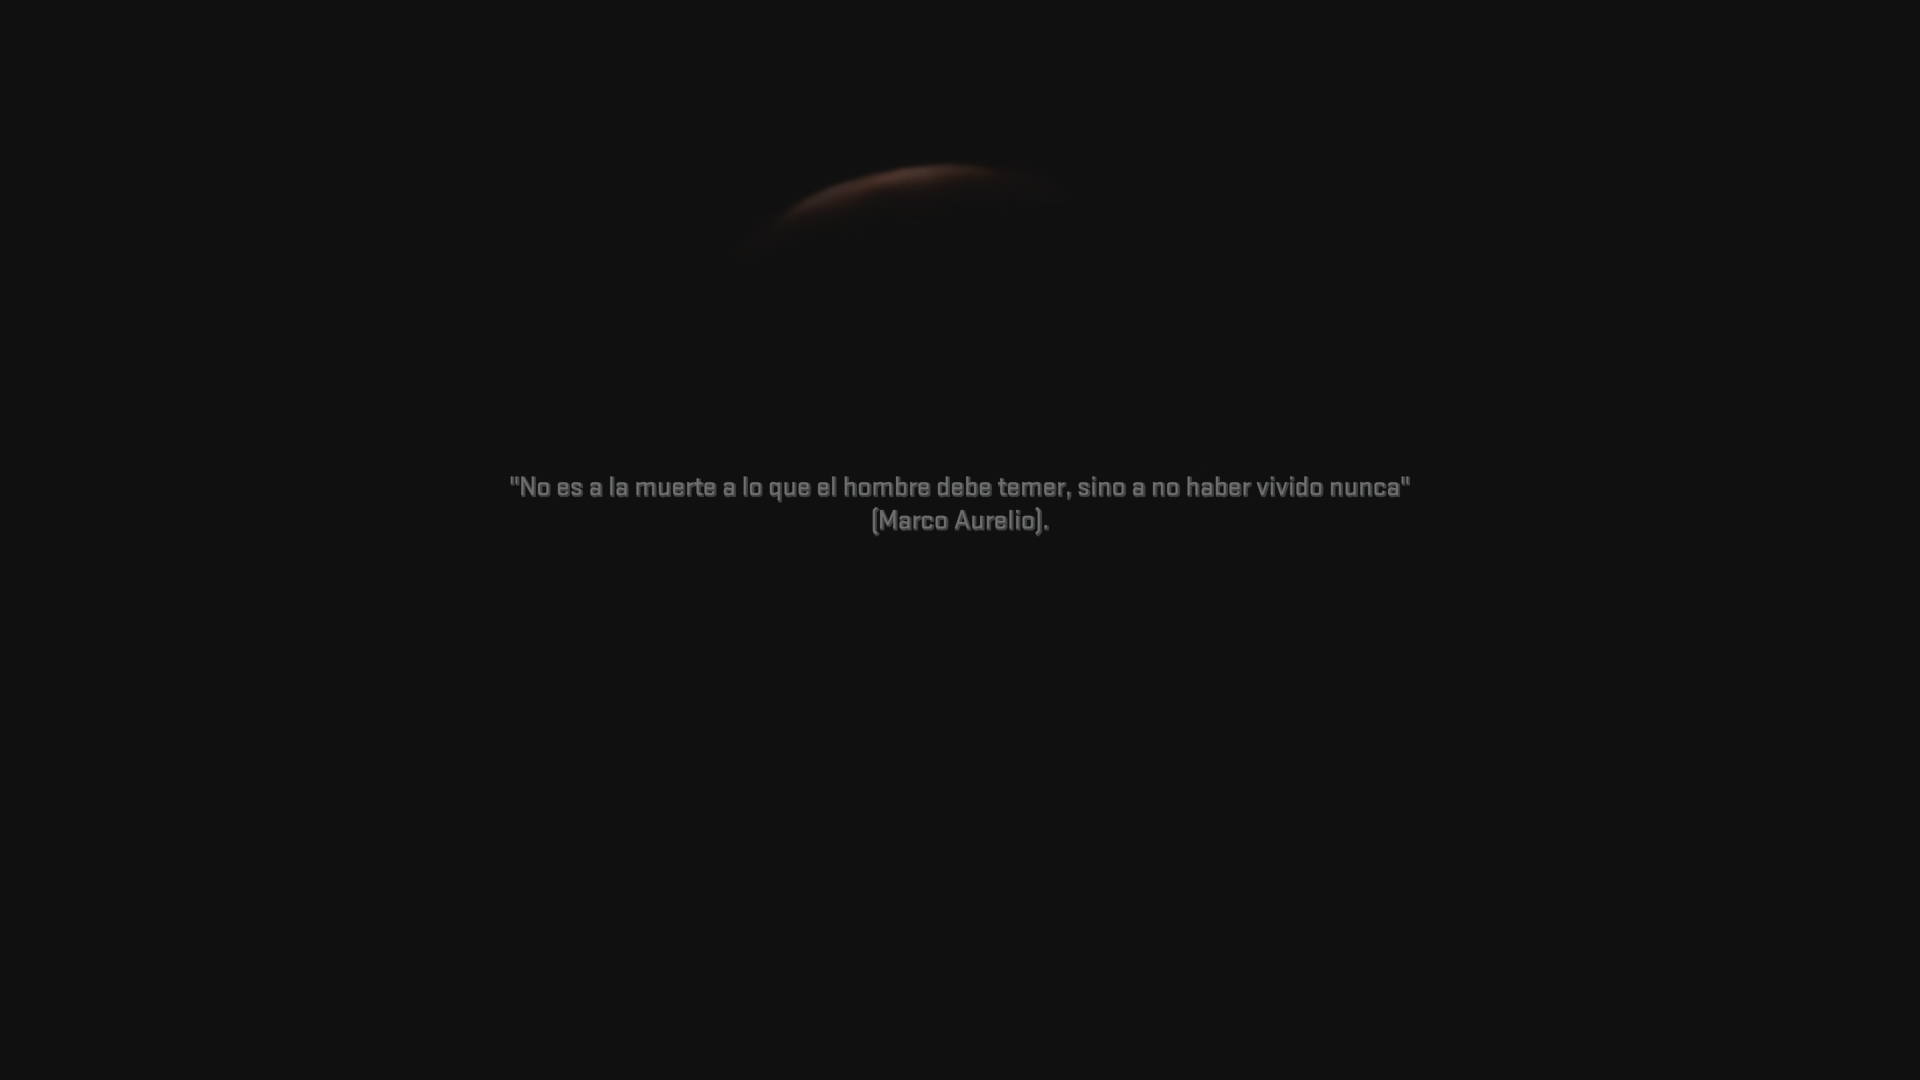 "No es a la muerte a lo que el hombre debe temer, sino a no haber vivido nunca"
(Marco Aurelio).